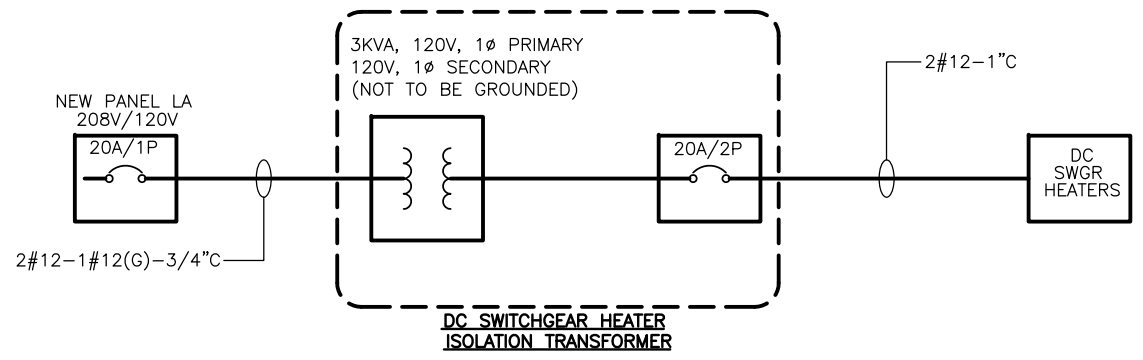 3KVA, 120V, 1ø PRIMARY
120V, 1ø SECONDARY
(NOT TO BE GROUNDED)
2#12-1"C
NEW PANEL LA
208V/120V
20A/1P
20A/2P
DC
SWGR
HEATERS
2#12-1#12(G)-3/4"C
DC SWITCHGEAR HEATER
ISOLATION TRANSFORMER